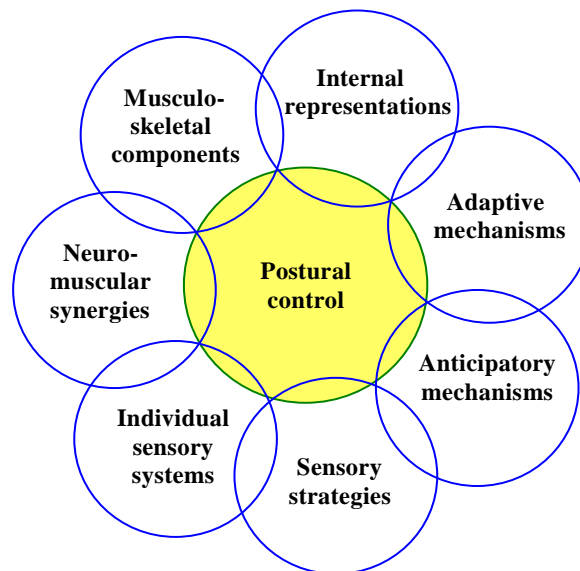 Internal
representations
Musculo-
skeletal
components
Adaptive
mechanisms
Neuro-
muscular
synergies
Postural
control
Anticipatory
mechanisms
Individual
sensory
systems
Sensory
strategies